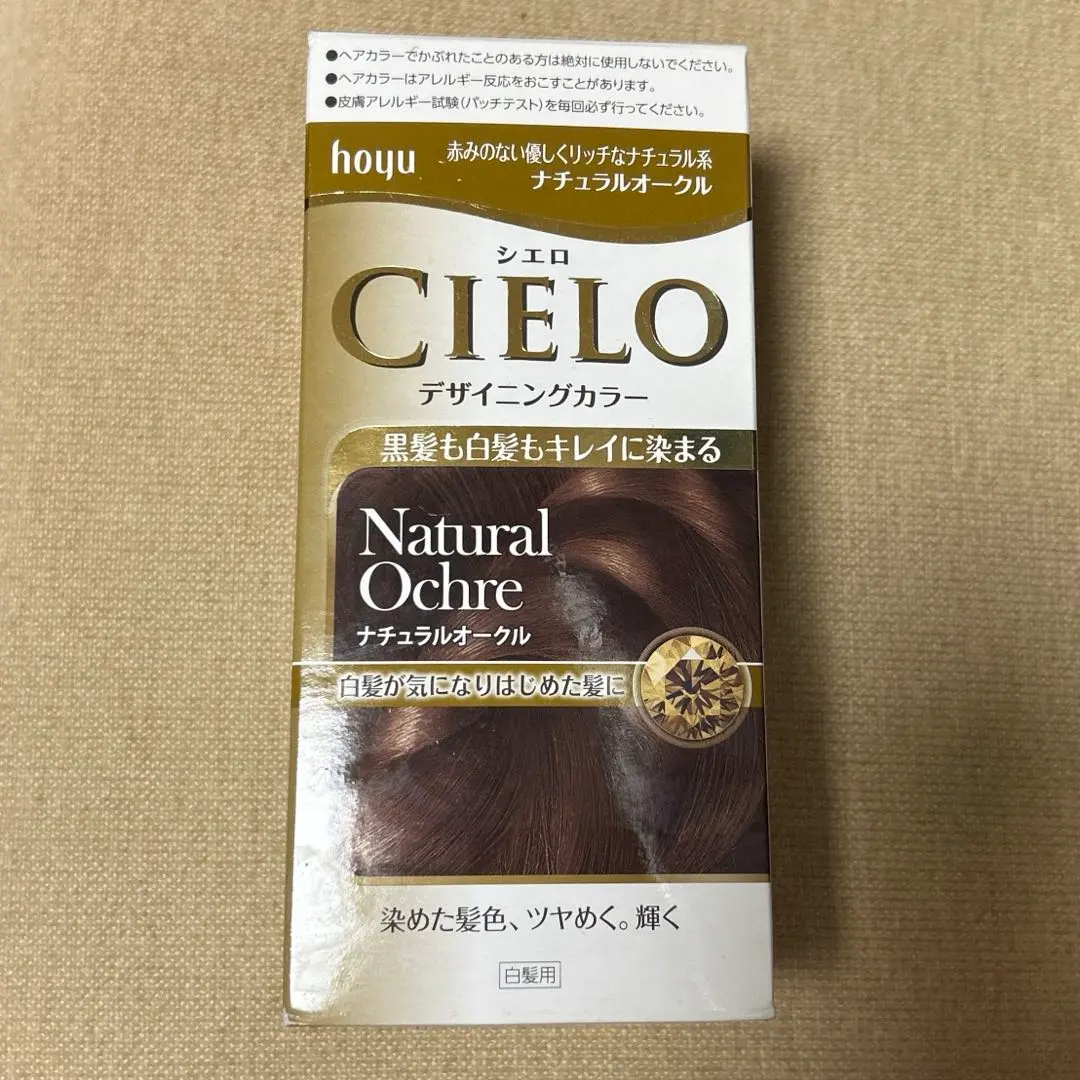 ●ヘアカラーでかぶれたことのある方は絶対に使用しないでください。
●ヘアカラーはアレルギー反応をおこすことがあります。
●皮膚アレルギー試験(パッチテスト)を毎回必ず行ってください。
hoyu
赤みのない優しくリッチなナチュラル系
ナチュラルオークル
シエロ
CIELO
デザイニングカラー
黒髪も白髪もキレイに染まる
Natural
Ochre
ナチュラルオークル
白髪が気になりはじめた髪に
染めた髪色、ツヤめく。輝く
白髪用